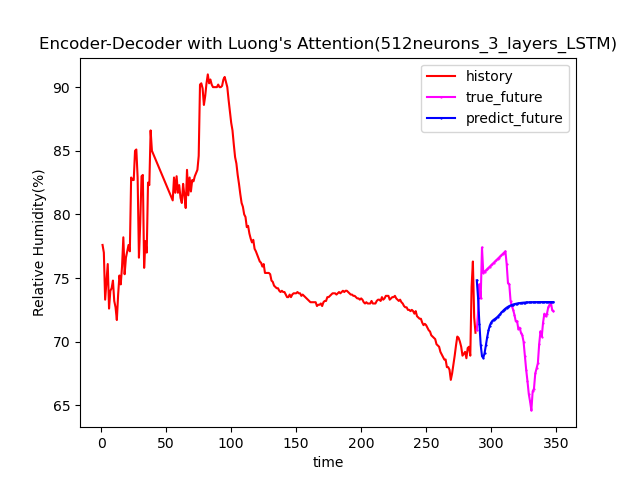 Encoder-Decoder with Luong's Attention(512neurons_3_layers_LSTM)
history
true_future
predict_future
Relative Humidity(%)
90
85
80
75
70
65
0 50 100 150 200 250 300 350
time